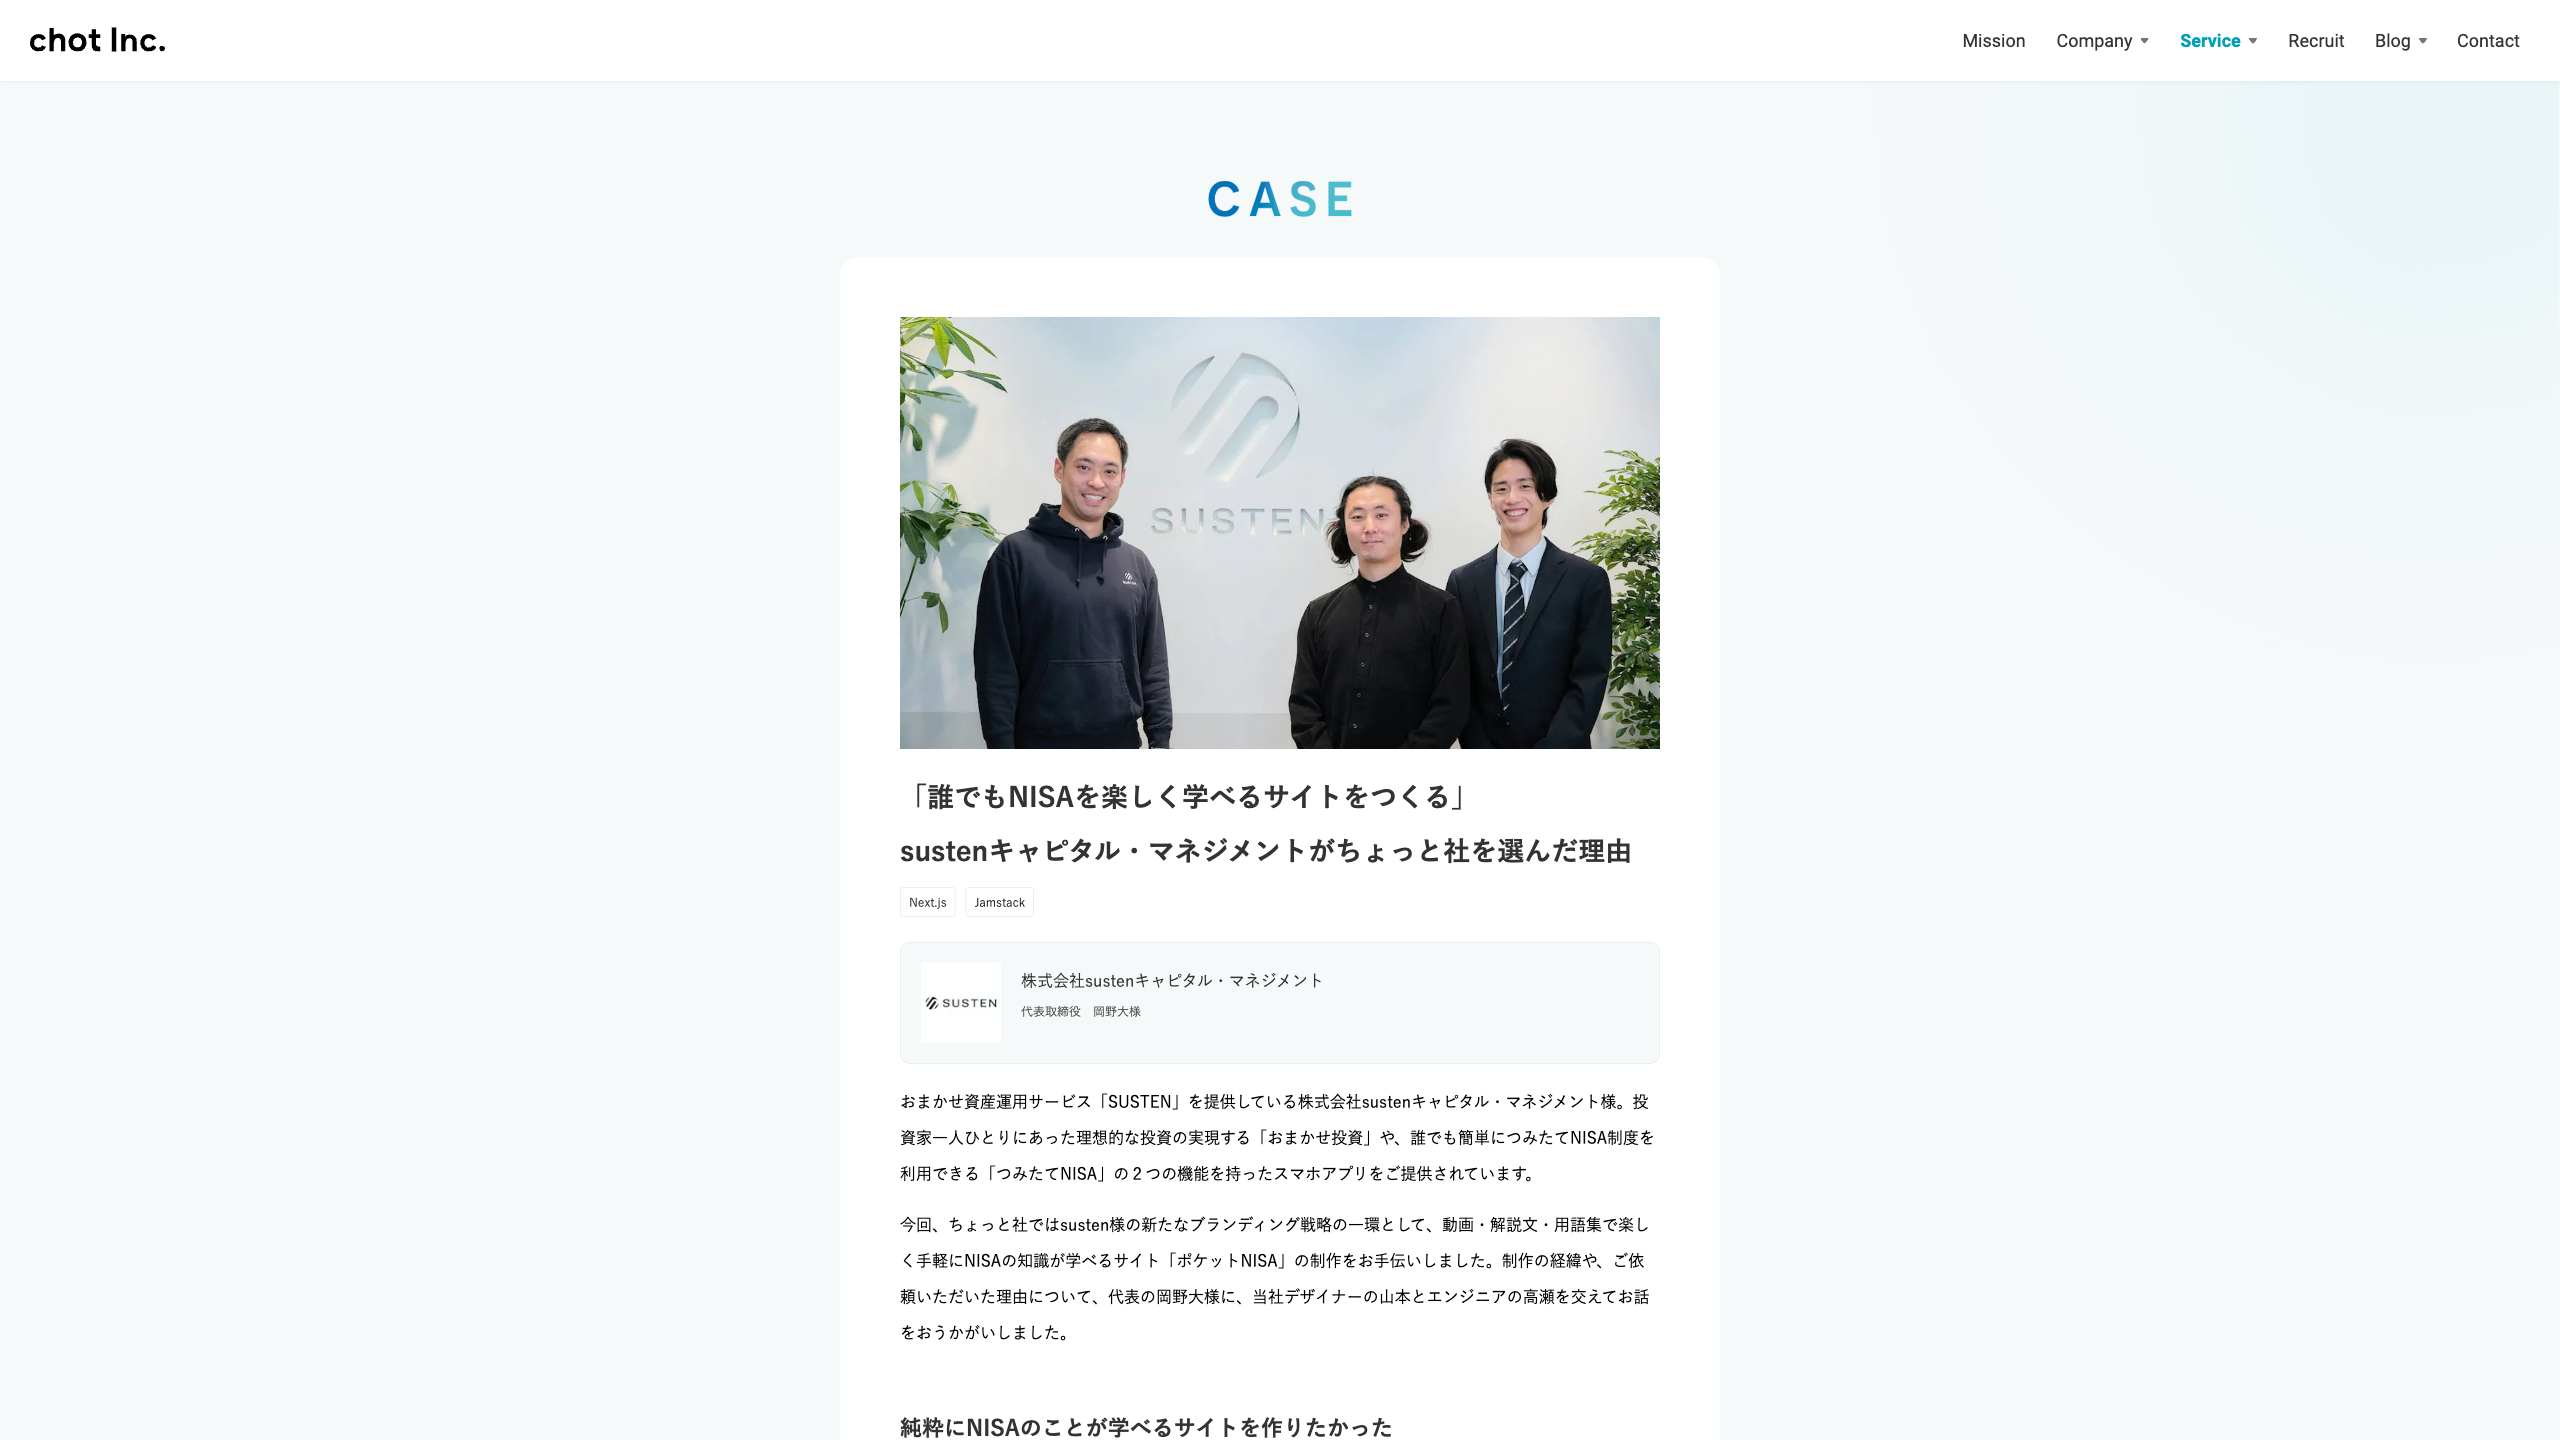 chot Inc.
Mission Company Service Recruit Blog Contact
CASE
SUSTEN
「誰でもNISAを楽しく学べるサイトをつくる」
sustenキャピタル・マネジメントがちょっと社を選んだ理由
Next.js Jamstack
SUSTEN
株式会社sustenキャピタル・マネジメント
代表取締役　岡野大様
おまかせ資産運用サービス「SUSTEN」を提供している株式会社sustenキャピタル・マネジメント様。投
資家一人ひとりにあった理想的な投資の実現する「おまかせ投資」や、誰でも簡単につみたてNISA制度を
利用できる「つみたてNISA」の２つの機能を持ったスマホアプリをご提供されています。
今回、ちょっと社ではsusten様の新たなブランディング戦略の一環として、動画・解説文・用語集で楽し
く手軽にNISAの知識が学べるサイト「ポケットNISA」の制作をお手伝いしました。制作の経緯や、ご依
頼いただいた理由について、代表の岡野大様に、当社デザイナーの山本とエンジニアの高瀬を交えてお話
をおうかがいしました。
純粋にNISAのことが学べるサイトを作りたかった